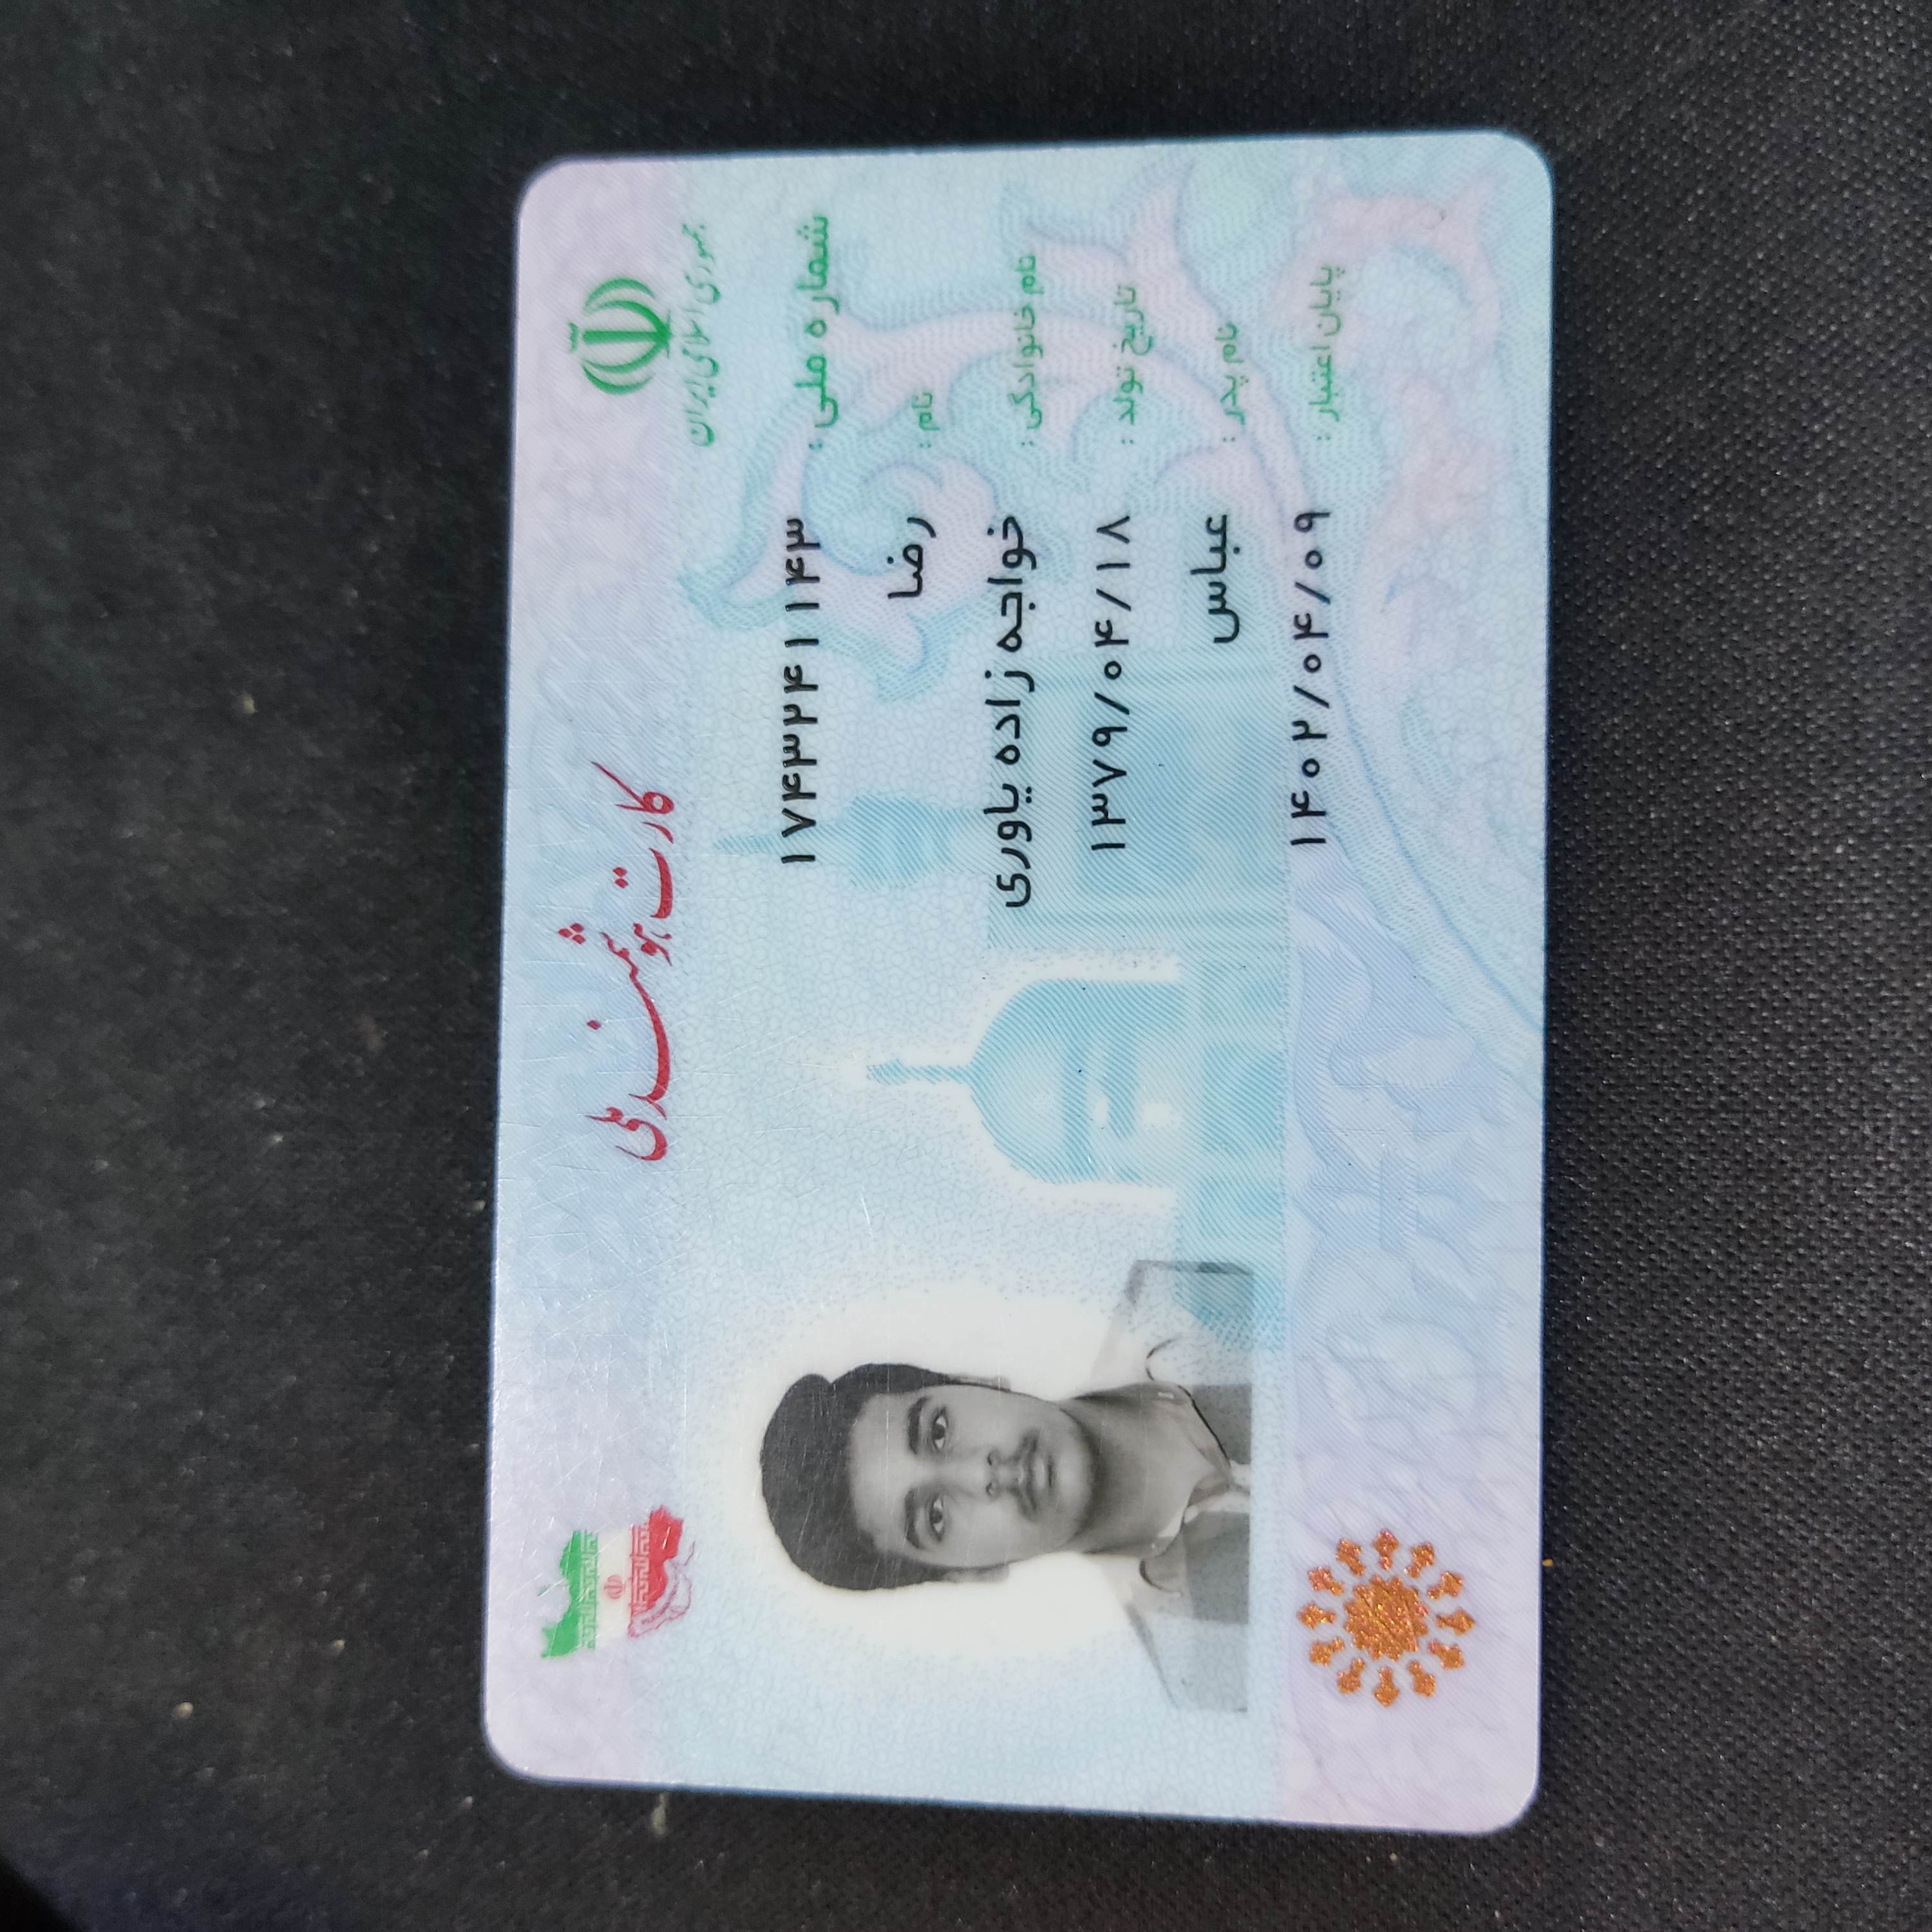 کارت هوشمند ملی
جمهوری اسلامی ایران
شماره ملی : ۱۷۴۳۲۴۱۱۴۳
نام : رضا
نام خانوادگی : خواجه زاده یاوری
تاریخ تولد : ۱۳۷۹/۰۴/۱۸
نام پدر : عباس
پایان اعتبار : ۱۴۰۲/۰۴/۰۹